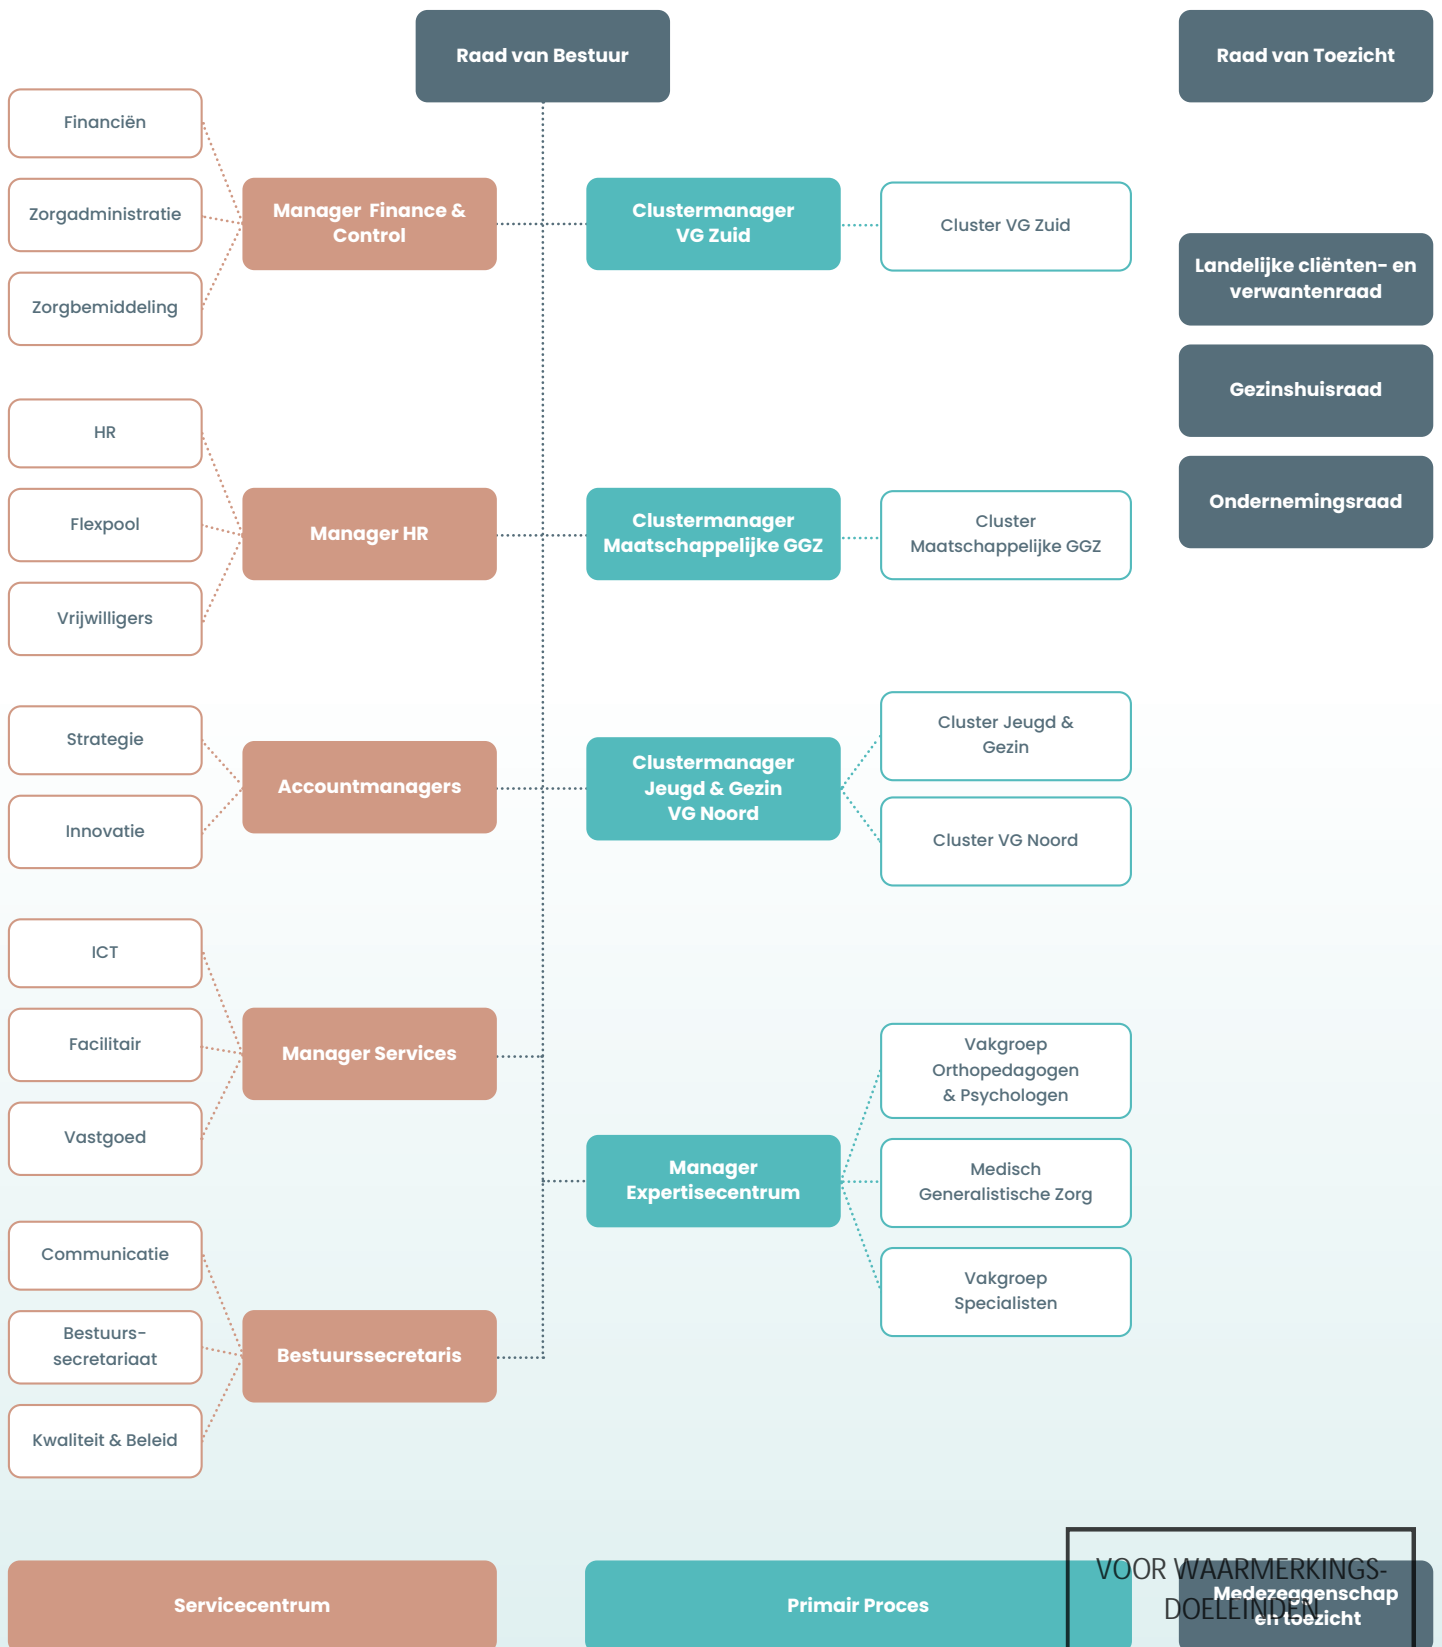 Raad van Bestuur
Raad van Toezicht
Financiën
Zorgadministratie
Zorgbemiddeling
Manager Finance &
Control
Clustermanager
VG Zuid
Cluster VG Zuid
Landelijke cliënten- en
verwantenraad
Gezinshuisraad
Ondernemingsraad
HR
Flexpool
Vrijwilligers
Manager HR
Clustermanager
Maatschappelijke GGZ
Cluster
Maatschappelijke GGZ
Strategie
Innovatie
Accountmanagers
Clustermanager
Jeugd & Gezin
VG Noord
Cluster Jeugd &
Gezin
Cluster VG Noord
ICT
Facilitair
Vastgoed
Manager Services
Manager
Expertisecentrum
Vakgroep
Orthopedagogen
& Psychologen
Medisch
Generalistische Zorg
Vakgroep
Specialisten
Communicatie
Bestuurs-
secretariaat
Kwaliteit & Beleid
Bestuurssecretaris
Servicecentrum
Primair Proces
Medezeggenschap
en toezicht
VOOR WAARMERKINGS-
DOELEINDEN